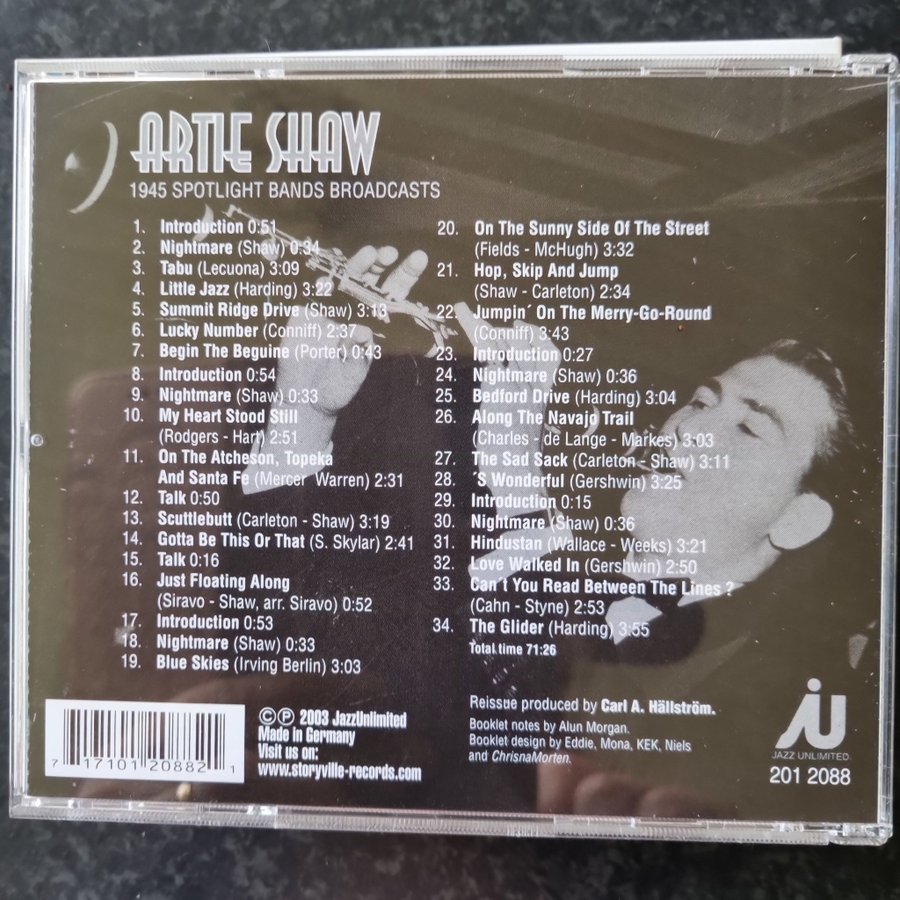 ARTIE SHAW
1945 SPOTLIGHT BANDS BROADCASTS
1. Introduction 0:51
2. Nightmare (Shaw) 0:34
3. Tabu (Lecuona) 3:09
4. Little Jazz (Harding) 3:22
5. Summit Ridge Drive (Shaw) 3:13
6. Lucky Number (Conniff) 2:37
7. Begin The Beguine (Porter) 0:43
8. Introduction 0:54
9. Nightmare (Shaw) 0:33
10. My Heart Stood Still
(Rodgers - Hart) 2:51
11. On The Atcheson, Topeka
And Santa Fe (Mercer Warren) 2:31
12. Talk 0:50
13. Scuttlebutt (Carleton - Shaw) 3:19
14. Gotta Be This Or That (S. Skylar) 2:41
15. Talk 0:16
16. Just Floating Along
(Siravo - Shaw, arr. Siravo) 0:52
17. Introduction 0:53
18. Nightmare (Shaw) 0:33
19. Blue Skies (Irving Berlin) 3:03
20. On The Sunny Side Of The Street
(Fields - McHugh) 3:32
21. Hop, Skip And Jump
(Shaw - Carleton) 2:34
22. Jumpin´ On The Merry-Go-Round
(Conniff) 3:43
23. Introduction 0:27
24. Nightmare (Shaw) 0:36
25. Bedford Drive (Harding) 3:04
26. Along The Navajo Trail
(Charles - de Lange - Markes) 3:03
27. The Sad Sack (Carleton - Shaw) 3:11
28. ´S Wonderful (Gershwin) 3:25
29. Introduction 0:15
30. Nightmare (Shaw) 0:36
31. Hindustan (Wallace - Weeks) 3:21
32. Love Walked In (Gershwin) 2:50
33. Can´t You Read Between The Lines ?
(Cahn - Styne) 2:53
34. The Glider (Harding) 3:55
Total time 71:26
7 17101 20882 1
© ℗ 2003 JazzUnlimited
Made in Germany
Visit us on:
www.storyville-records.com
Reissue produced by Carl A. Hällström.
Booklet notes by Alun Morgan.
Booklet design by Eddie, Mona, KEK, Niels
and ChrisnaMorten.
JU
JAZZ UNLIMITED
201 2088